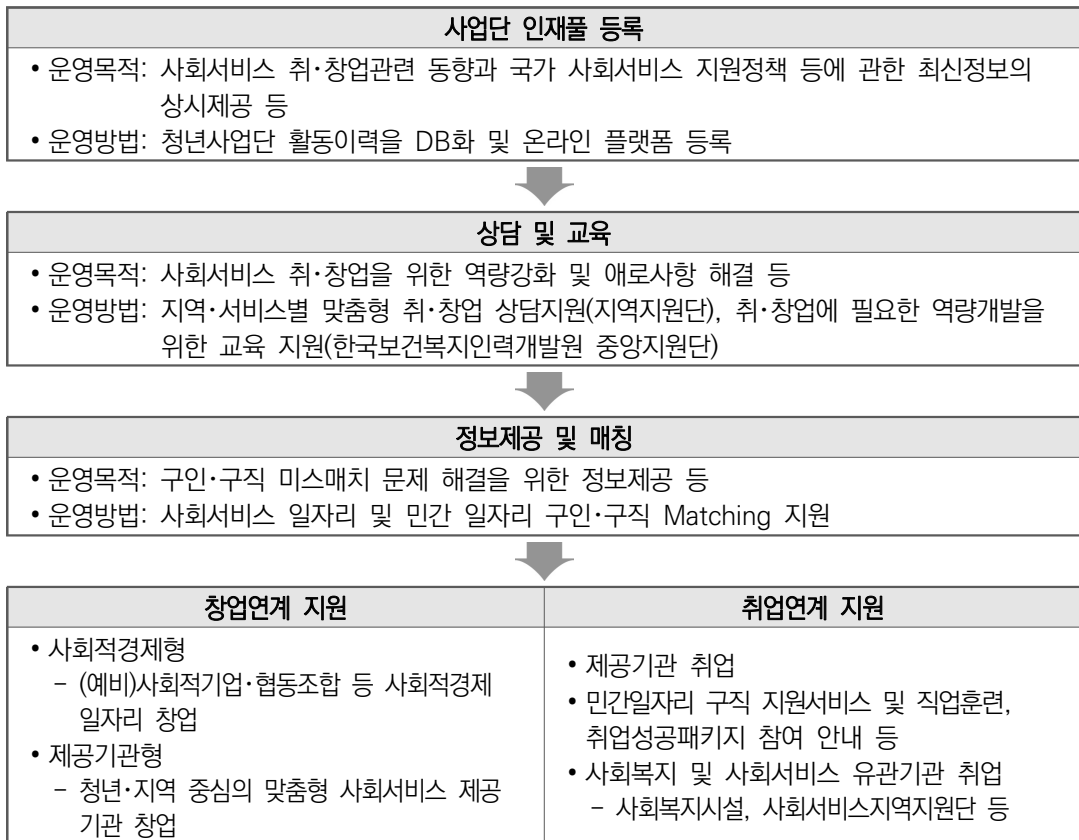 사업단 인재풀 등록
• 운영목적: 사회서비스 취·창업관련 동향과 국가 사회서비스 지원정책 등에 관한 최신정보의
상시제공 등
• 운영방법: 청년사업단 활동이력을 DB화 및 온라인 플랫폼 등록
상담 및 교육
• 운영목적: 사회서비스 취·창업을 위한 역량강화 및 애로사항 해결 등
• 운영방법: 지역·서비스별 맞춤형 취·창업 상담지원(지역지원단), 취·창업에 필요한 역량개발을
위한 교육 지원(한국보건복지인력개발원 중앙지원단)
정보제공 및 매칭
• 운영목적: 구인·구직 미스매치 문제 해결을 위한 정보제공 등
• 운영방법: 사회서비스 일자리 및 민간 일자리 구인·구직 Matching 지원
창업연계 지원
• 사회적경제형
- (예비)사회적기업·협동조합 등 사회적경제
일자리 창업
• 제공기관형
- 청년·지역 중심의 맞춤형 사회서비스 제공
기관 창업
취업연계 지원
• 제공기관 취업
• 민간일자리 구직 지원서비스 및 직업훈련,
취업성공패키지 참여 안내 등
• 사회복지 및 사회서비스 유관기관 취업
- 사회복지시설, 사회서비스지역지원단 등